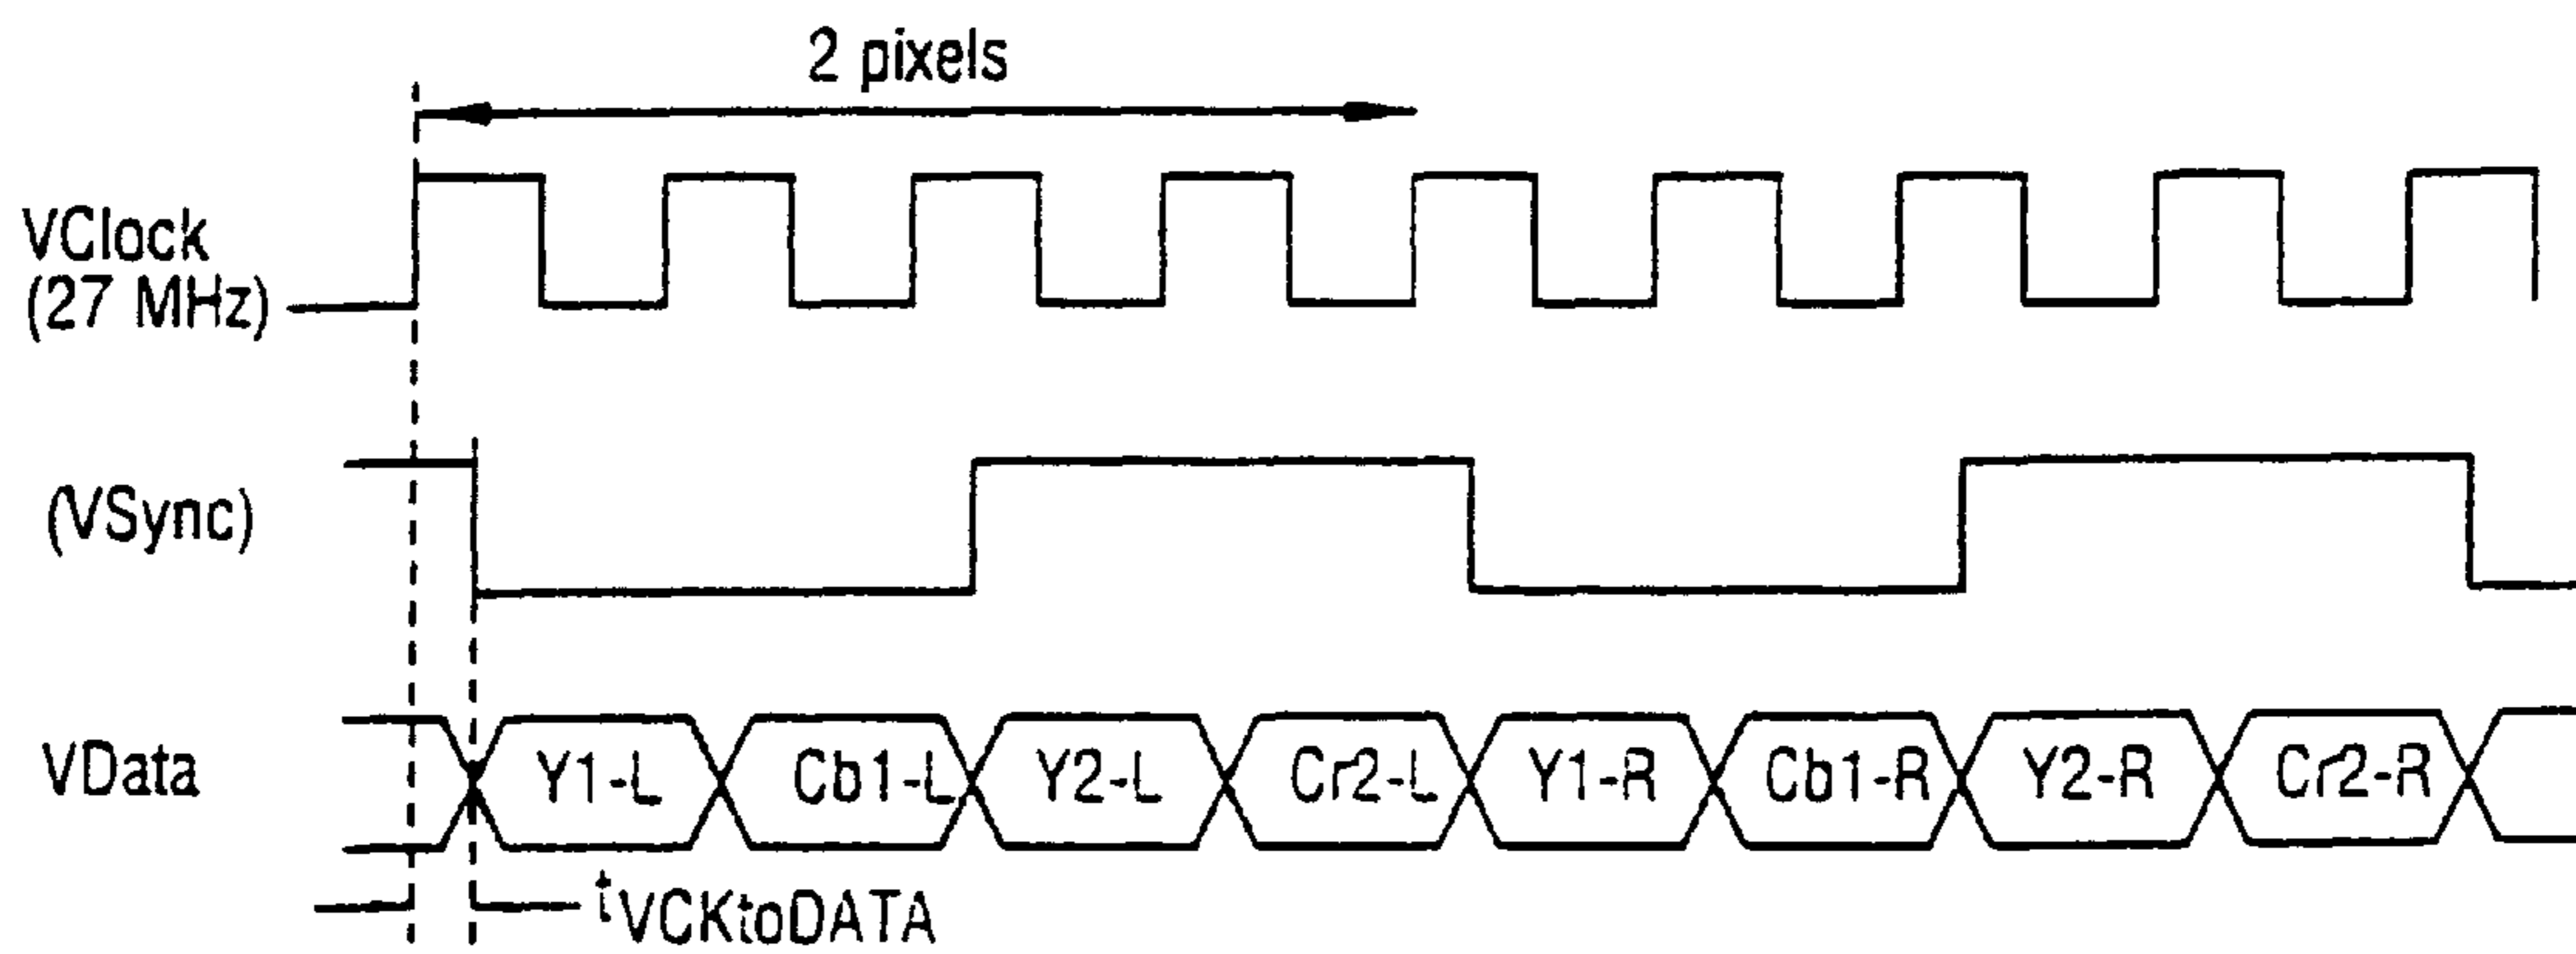 2 pixels
VClock
(27 MHz)
(VSync)
VData
Y1-L Cb1-L Y2-L Cr2-L Y1-R Cb1-R Y2-R Cr2-R
tVCKtoDATA